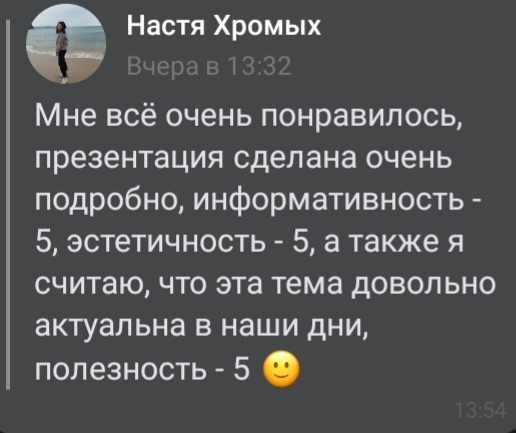 Настя Хромых
Вчера в 13:32
Мне всё очень понравилось,
презентация сделана очень
подробно, информативность -
5, эстетичность - 5, а также я
считаю, что эта тема довольно
актуальна в наши дни,
полезность - 5 🙂
13:54